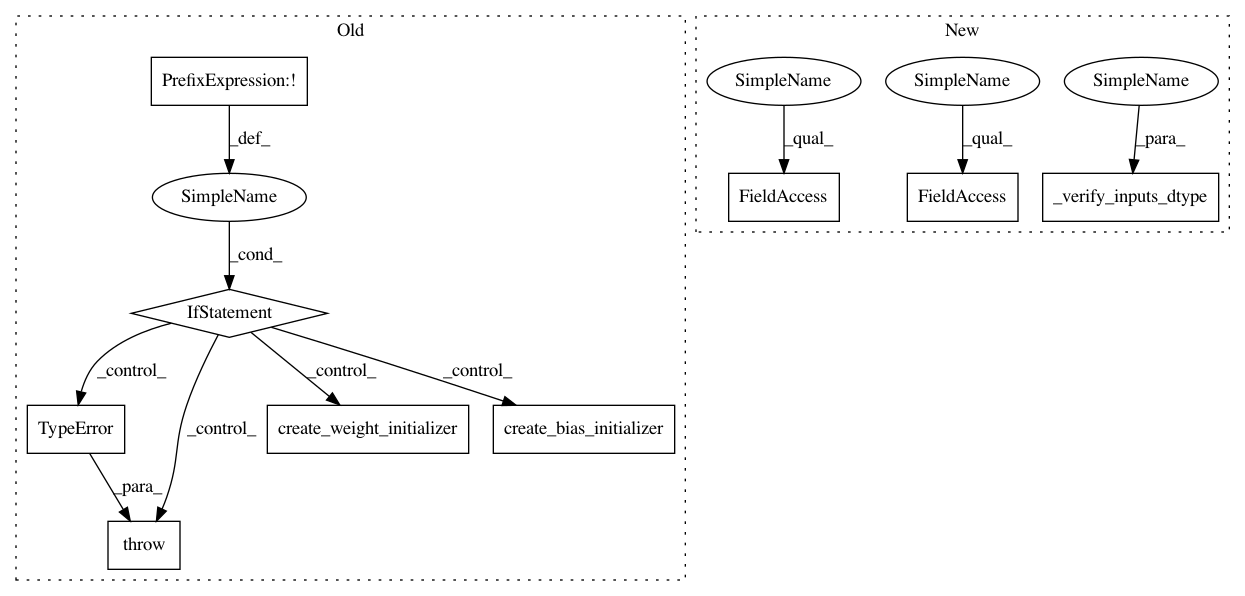 Old
New
PrefixExpression:!
SimpleName
SimpleName
SimpleName
_def_
_qual_
_qual_
_para_
SimpleName
FieldAccess
FieldAccess
_verify_inputs_dtype
_cond_
IfStatement
_control_
_control_
_control_
_control_
TypeError
create_weight_initializer
create_bias_initializer
_para_
throw